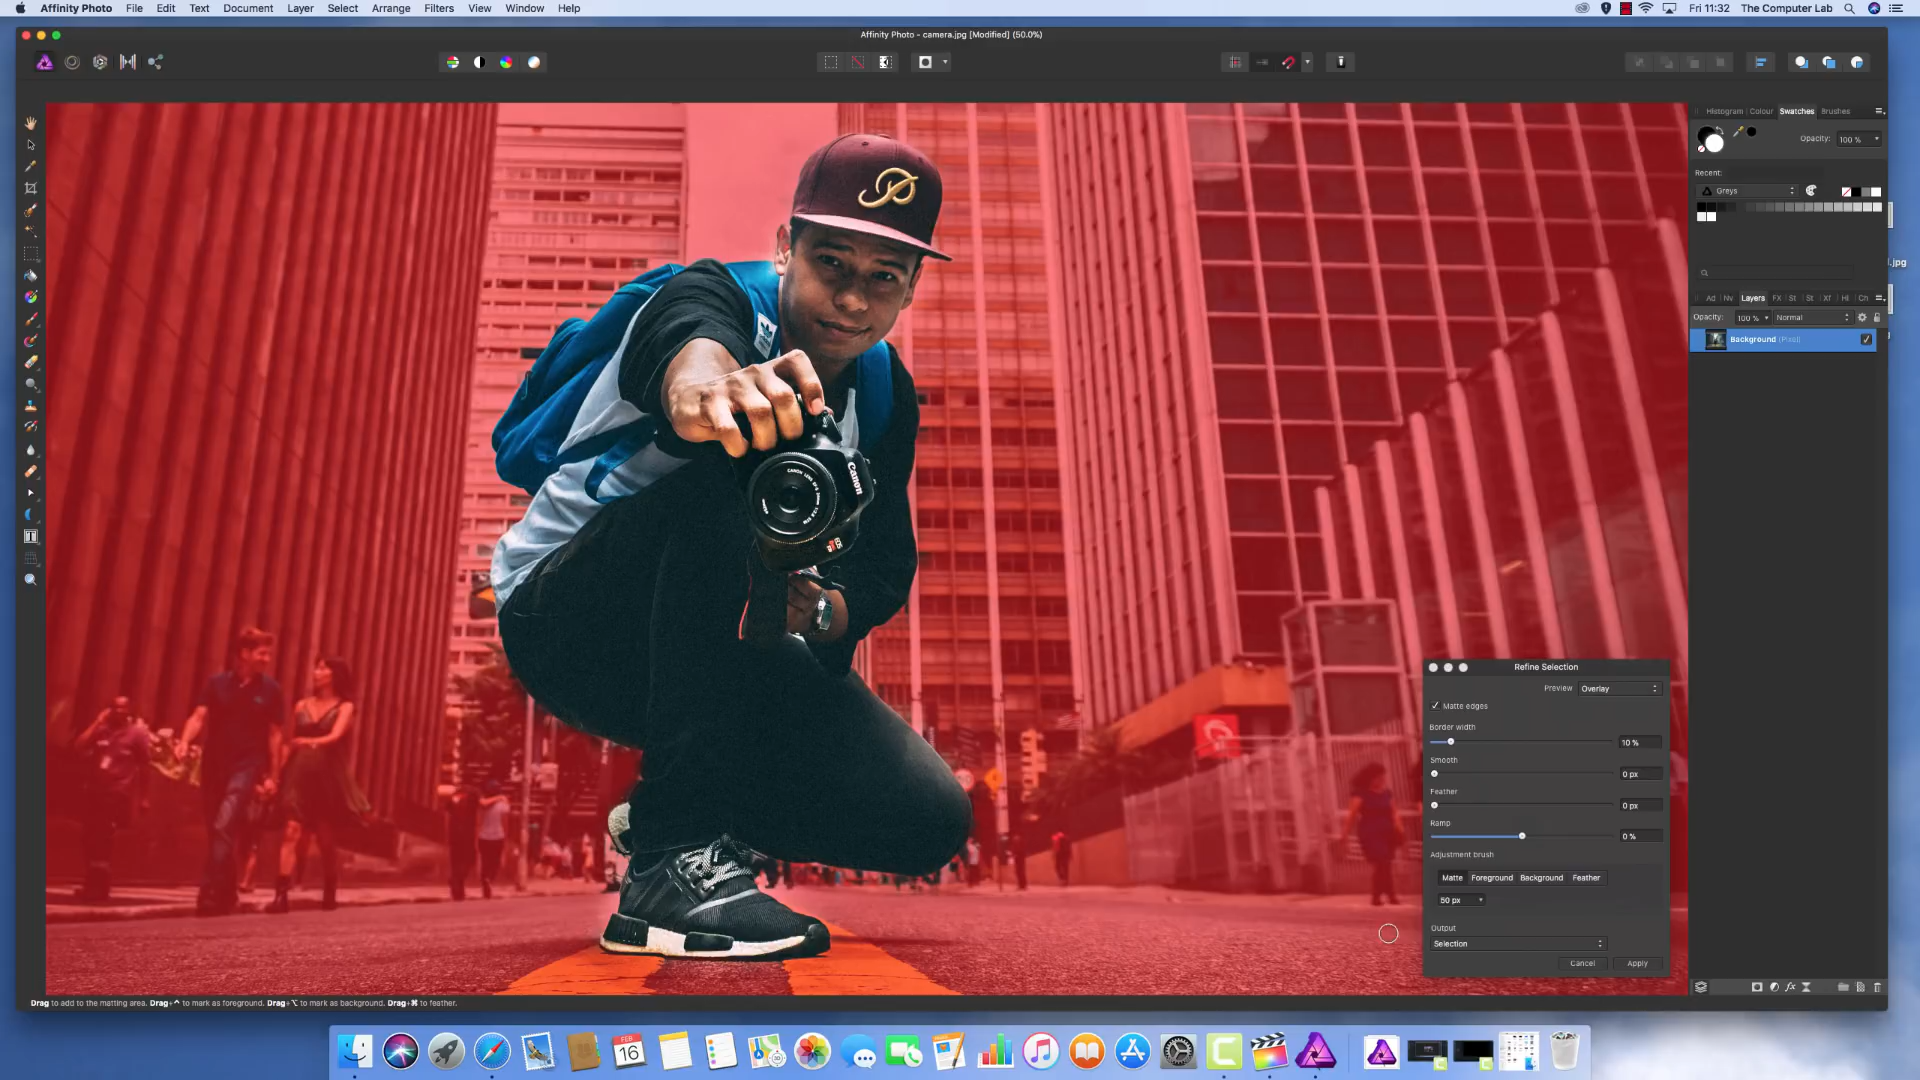 Affinity Photo File Edit Text Document Layer Select Arrange Filters View Window Help
Fri 11:32 The Computer Lab
Affinity Photo - camera.jpg [Modified] (50.0%)
Histogram Colour Swatches Brushes
Opacity: 100 %
Recent:
Greys
.jpg
Ad Nv Layers FX St St Xf Hi Ch
Opacity: 100 % Normal
Background (Pixel)
Canon
Refine Selection
Preview Overlay
Matte edges
Border width
10 %
Smooth
0 px
Feather
0 px
Ramp
0 %
Adjustment brush
Matte Foreground Background Feather
50 px
Output
Selection
Cancel Apply
Drag to add to the matting area. Drag+^ to mark as foreground. Drag+⌥ to mark as background. Drag+⌘ to feather.
FEB
16